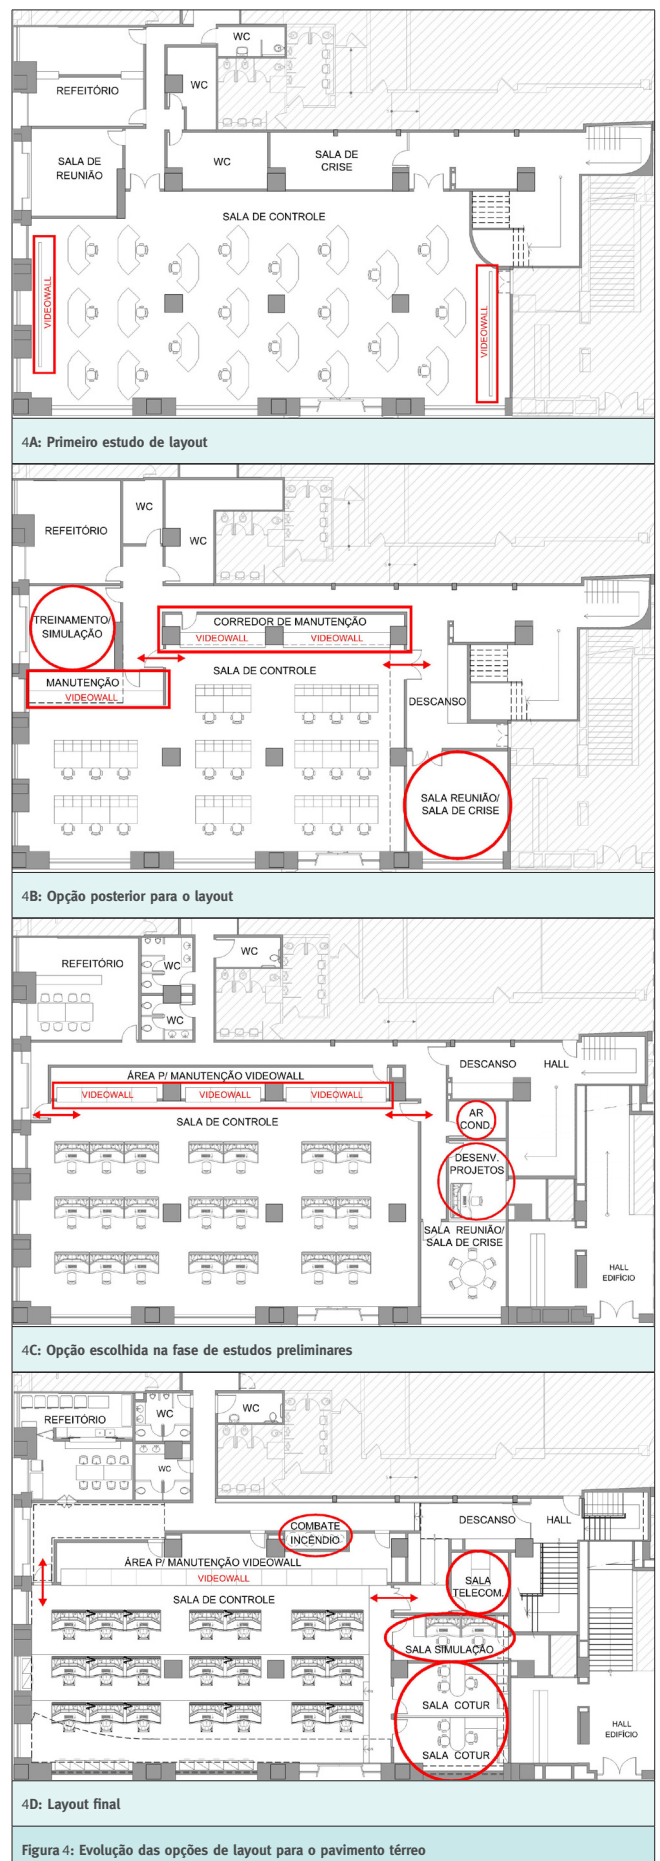 WC
REFEITÓRIO
WC
SALA DE
REUNIÃO
WC
SALA DE
CRISE
SALA DE CONTROLE
VIDEOWALL
VIDEOWALL
4A: Primeiro estudo de layout
WC
REFEITÓRIO
WC
TREINAMENTO/
SIMULAÇÃO
CORREDOR DE MANUTENÇÃO
VIDEOWALL
VIDEOWALL
SALA DE CONTROLE
MANUTENÇÃO
VIDEOWALL
DESCANSO
SALA REUNIÃO/
SALA DE CRISE
4B: Opção posterior para o layout
WC
REFEITÓRIO
WC
WC
ÁREA P/ MANUTENÇÃO VIDEOWALL
DESCANSO
HALL
VIDEOWALL
VIDEOWALL
VIDEOWALL
SALA DE CONTROLE
AR
COND.
DESENV.
PROJETOS
SALA REUNIÃO/
SALA DE CRISE
HALL
EDIFÍCIO
4C: Opção escolhida na fase de estudos preliminares
REFEITÓRIO
WC
WC
WC
COMBATE
INCÊNDIO
DESCANSO
HALL
ÁREA P/ MANUTENÇÃO VIDEOWALL
VIDEOWALL
SALA DE CONTROLE
SALA
TELECOM.
SALA SIMULAÇÃO
SALA COTUR
SALA COTUR
HALL
EDIFÍCIO
4D: Layout final
Figura 4: Evolução das opções de layout para o pavimento térreo